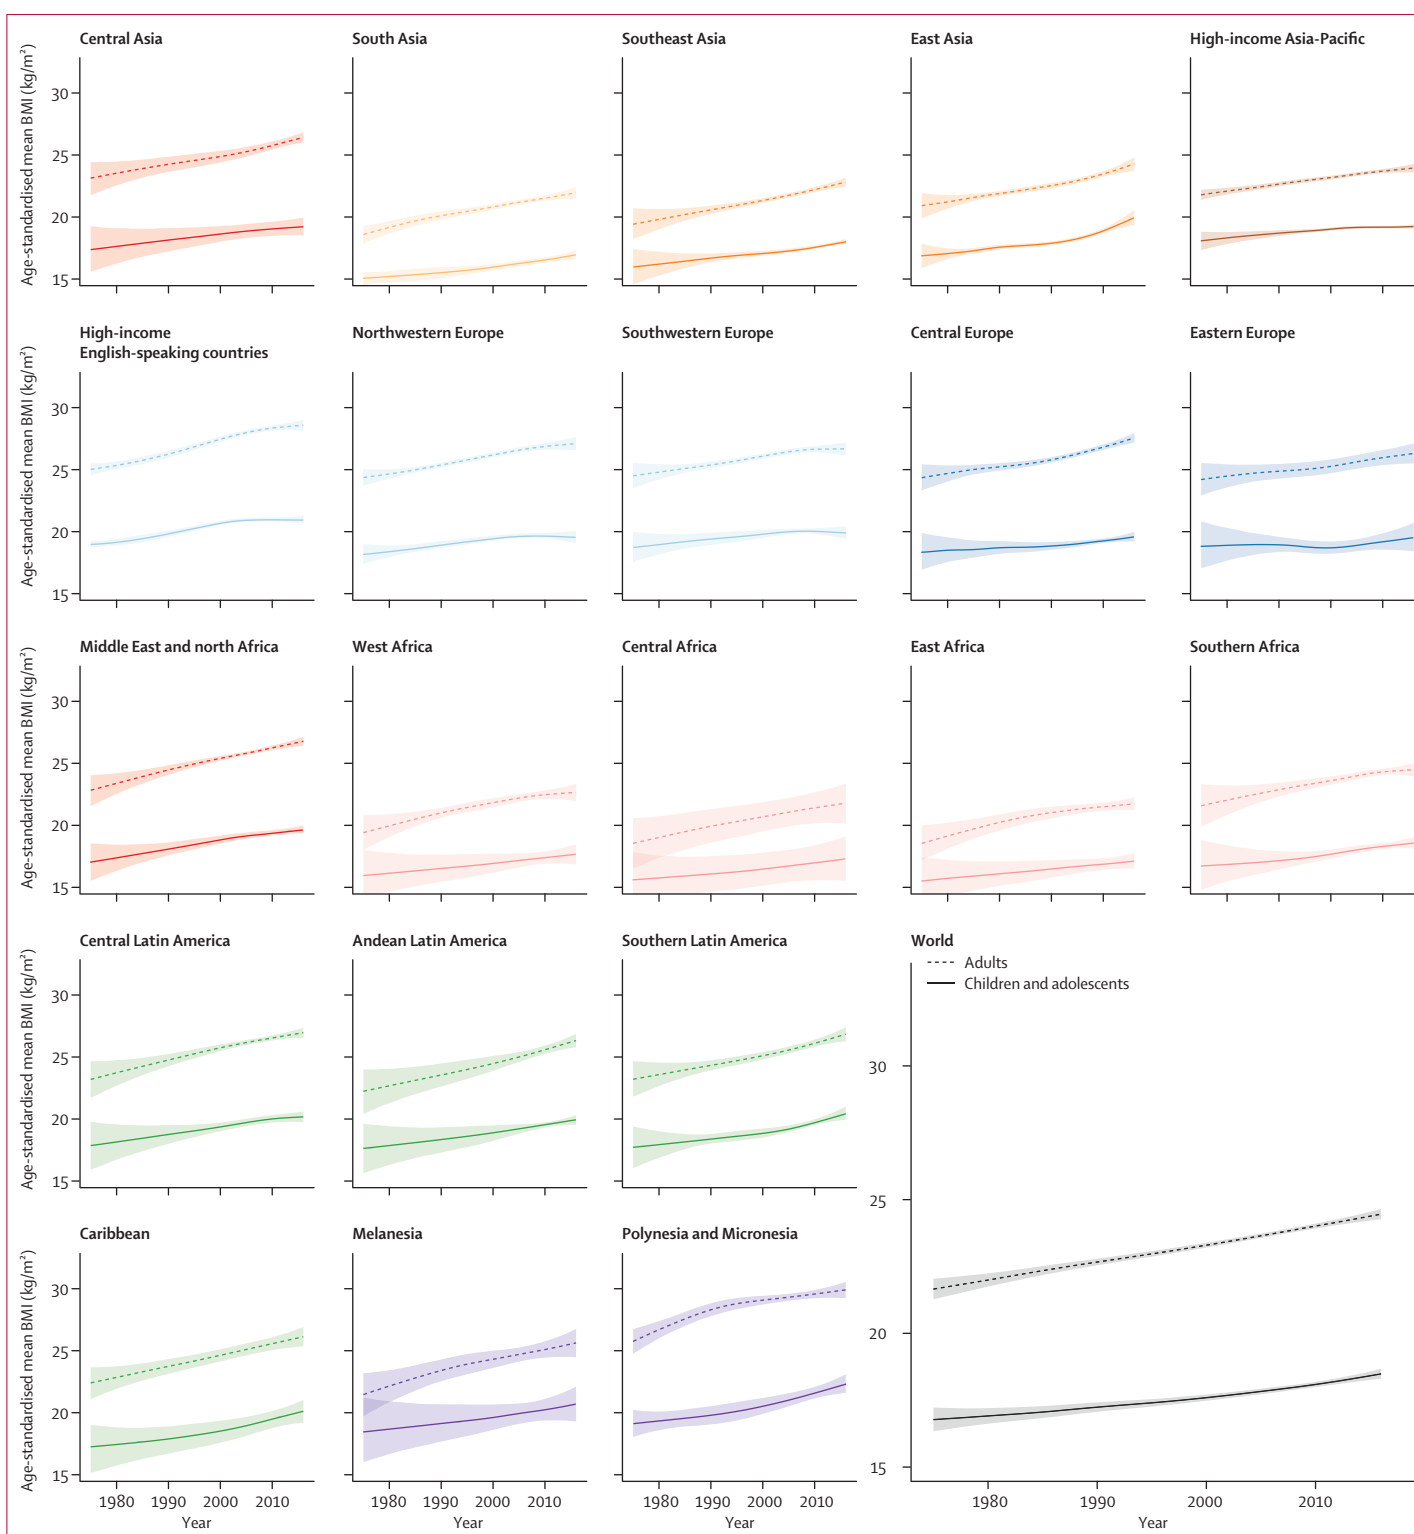 Central Asia
South Asia
Southeast Asia
East Asia
High-income Asia-Pacific
Age-standardised mean BMI (kg/m²)
30
25
20
15
High-income
English-speaking countries
Northwestern Europe
Southwestern Europe
Central Europe
Eastern Europe
Age-standardised mean BMI (kg/m²)
30
25
20
15
Middle East and north Africa
West Africa
Central Africa
East Africa
Southern Africa
Age-standardised mean BMI (kg/m²)
30
25
20
15
Central Latin America
Andean Latin America
Southern Latin America
World
Adults
Children and adolescents
Age-standardised mean BMI (kg/m²)
30
25
20
15
30
25
20
15
Caribbean
Melanesia
Polynesia and Micronesia
Age-standardised mean BMI (kg/m²)
30
25
20
15
1980 1990 2000 2010
Year
1980 1990 2000 2010
Year
1980 1990 2000 2010
Year
1980 1990 2000 2010
Year